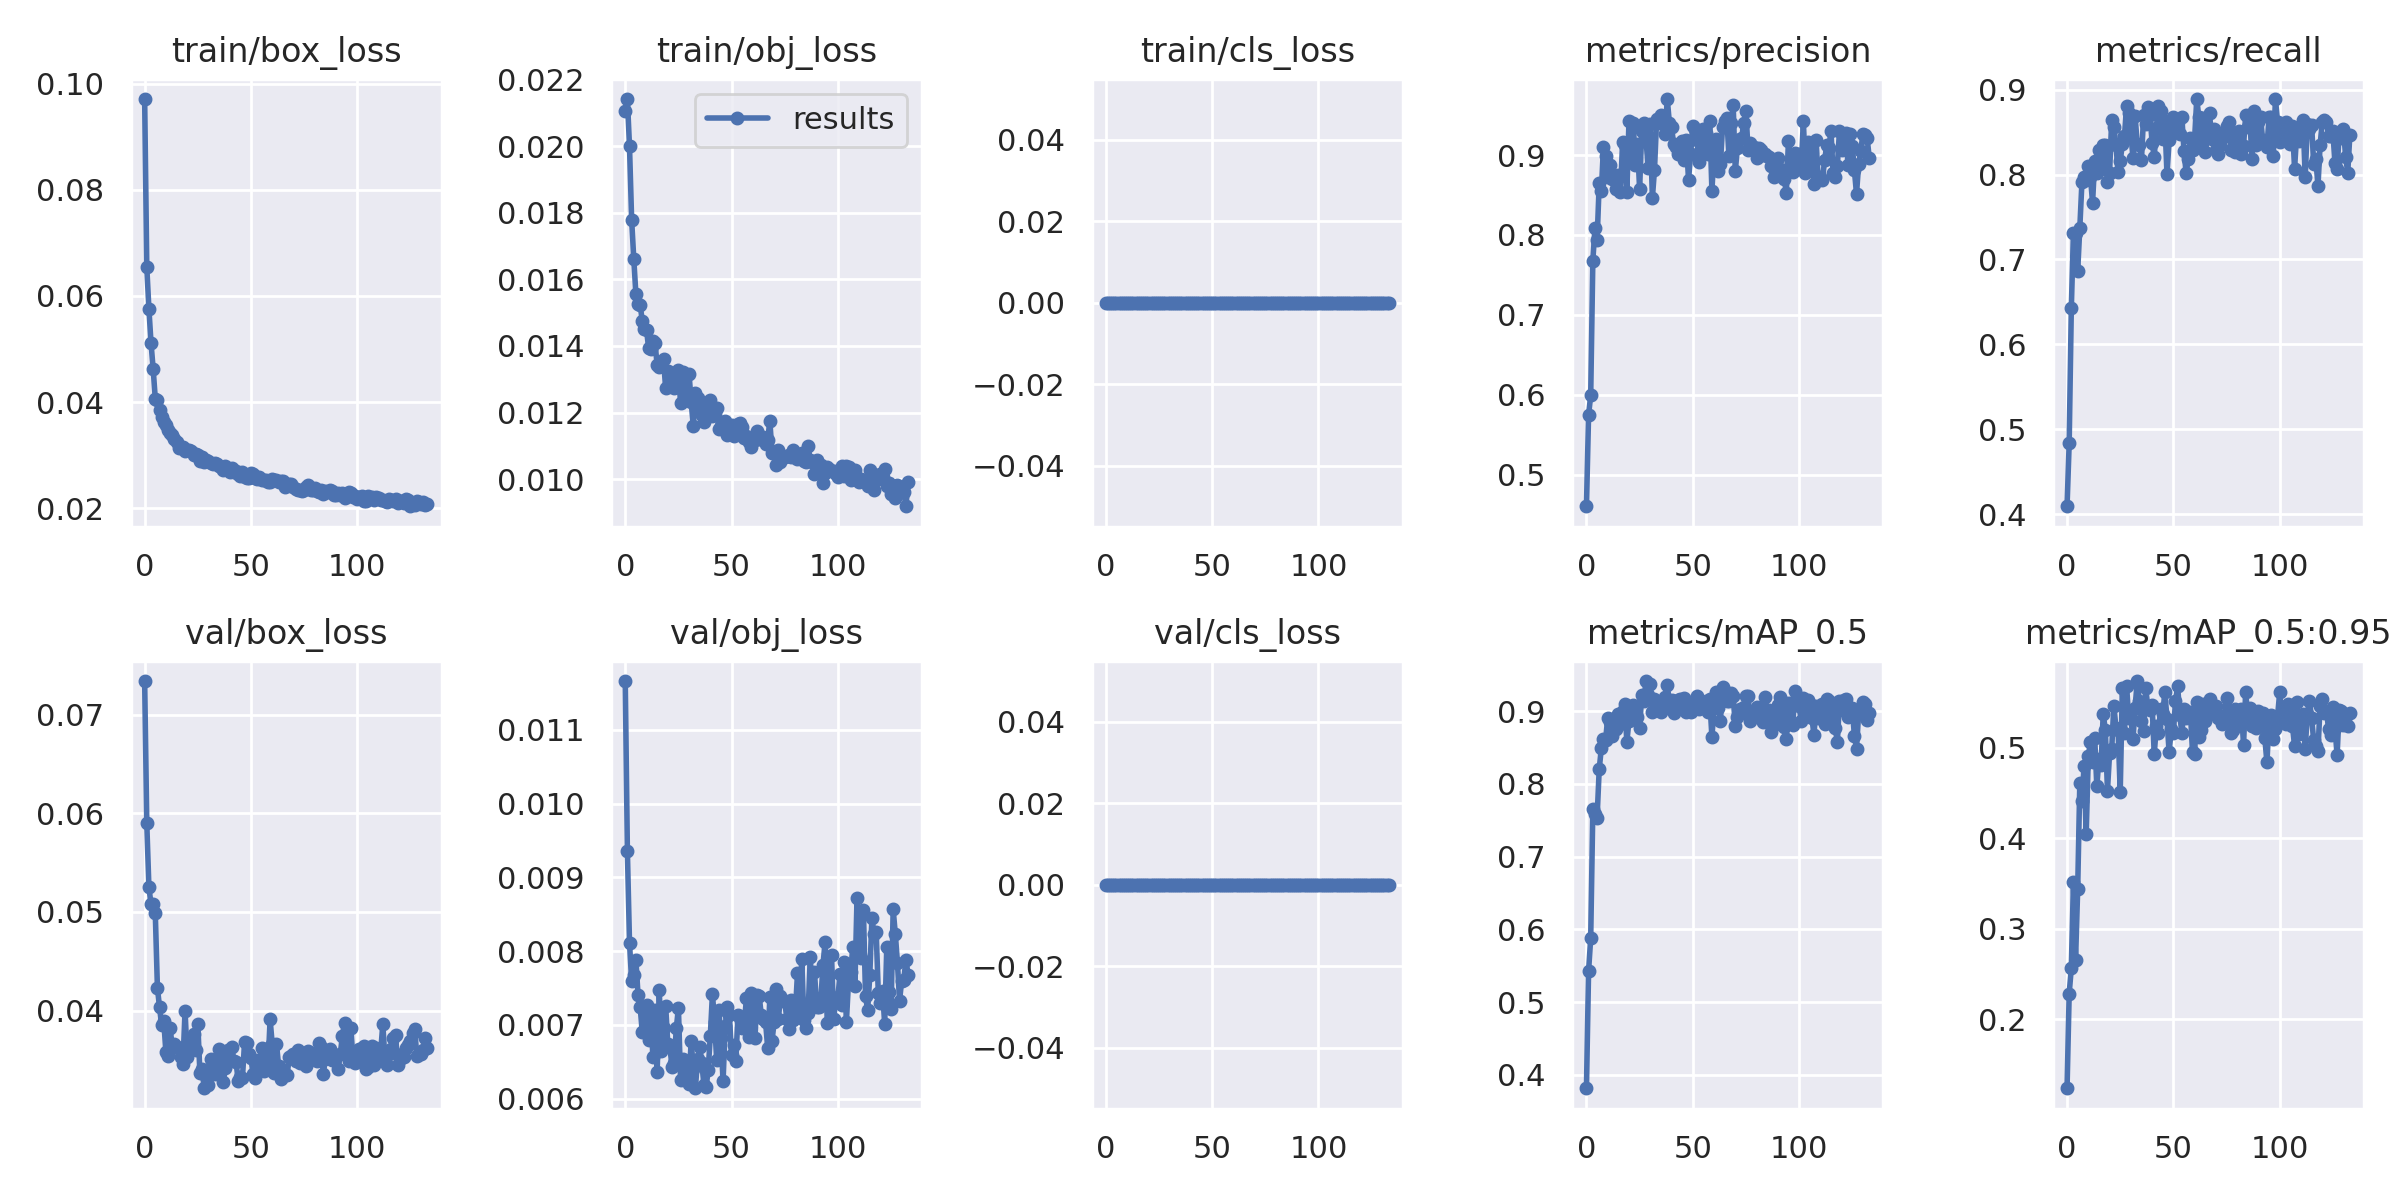 train/box_loss
0.10
0.08
0.06
0.04
0.02
0 50 100
train/obj_loss
results
0.022
0.020
0.018
0.016
0.014
0.012
0.010
0 50 100
train/cls_loss
0.04
0.02
0.00
−0.02
−0.04
0 50 100
metrics/precision
0.9
0.8
0.7
0.6
0.5
0 50 100
metrics/recall
0.9
0.8
0.7
0.6
0.5
0.4
0 50 100
val/box_loss
0.07
0.06
0.05
0.04
0 50 100
val/obj_loss
0.011
0.010
0.009
0.008
0.007
0.006
0 50 100
val/cls_loss
0.04
0.02
0.00
−0.02
−0.04
0 50 100
metrics/mAP_0.5
0.9
0.8
0.7
0.6
0.5
0.4
0 50 100
metrics/mAP_0.5:0.95
0.5
0.4
0.3
0.2
0 50 100